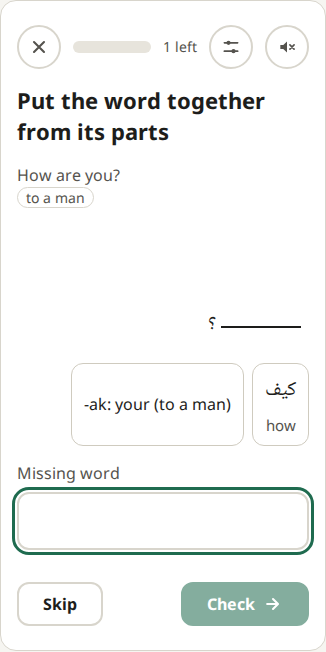 1 left
Put the word together
from its parts
How are you?
to a man
؟
-ak: your (to a man)
كيف
how
Missing word
Skip
Check →